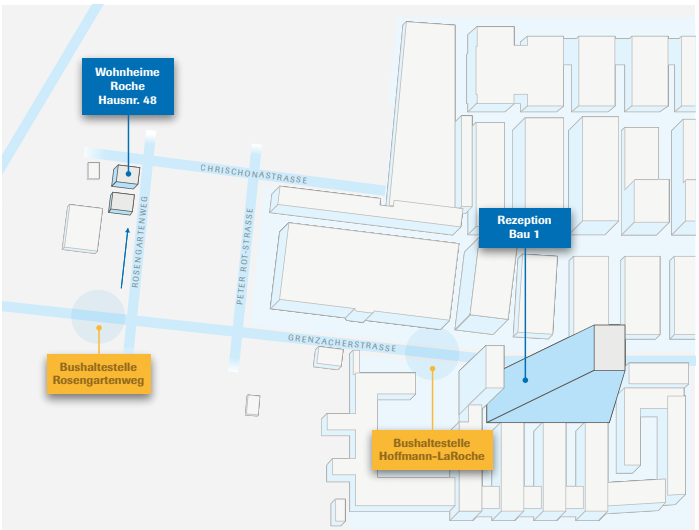 Wohnheime
Roche
Hausnr. 48
CHRISCHONASTRASSE
ROSENGARTENWEG
PETER ROT-STRASSE
Rezeption
Bau 1
GRENZACHERSTRASSE
Bushaltestelle
Rosengartenweg
Bushaltestelle
Hoffmann-LaRoche